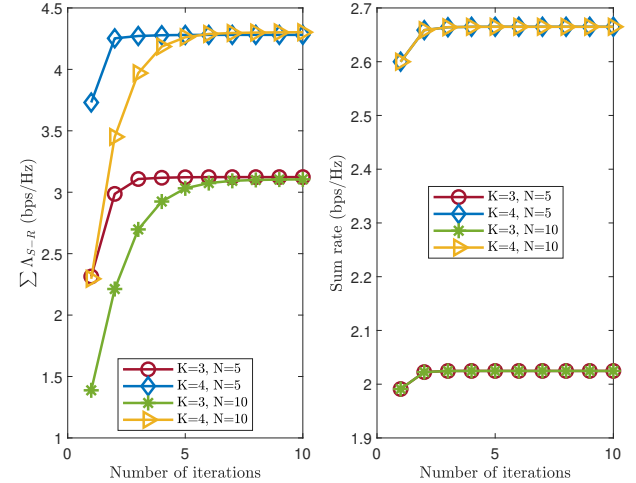 4.5
4
3.5
3
2.5
2
1.5
1
0
5
10
∑ Λ_{S−R} (bps/Hz)
Number of iterations
K=3, N=5
K=4, N=5
K=3, N=10
K=4, N=10
2.7
2.6
2.5
2.4
2.3
2.2
2.1
2
1.9
0
5
10
Sum rate (bps/Hz)
Number of iterations
K=3, N=5
K=4, N=5
K=3, N=10
K=4, N=10